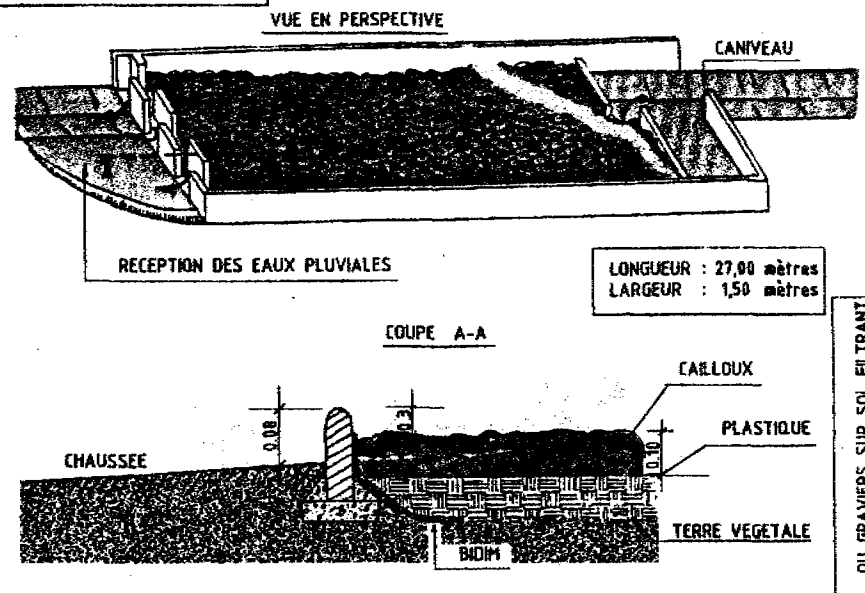 VUE EN PERSPECTIVE
CANIVEAU
RECEPTION DES EAUX PLUVIALES
LONGUEUR : 27,00 mètres
LARGEUR : 1,50 mètres
COUPE A-A
CAILLOUX
0.08
0.3
0.10
PLASTIQUE
CHAUSSEE
TERRE VEGETALE
BIDIM
OU GRAVIERS SUR SOL FILTRANT